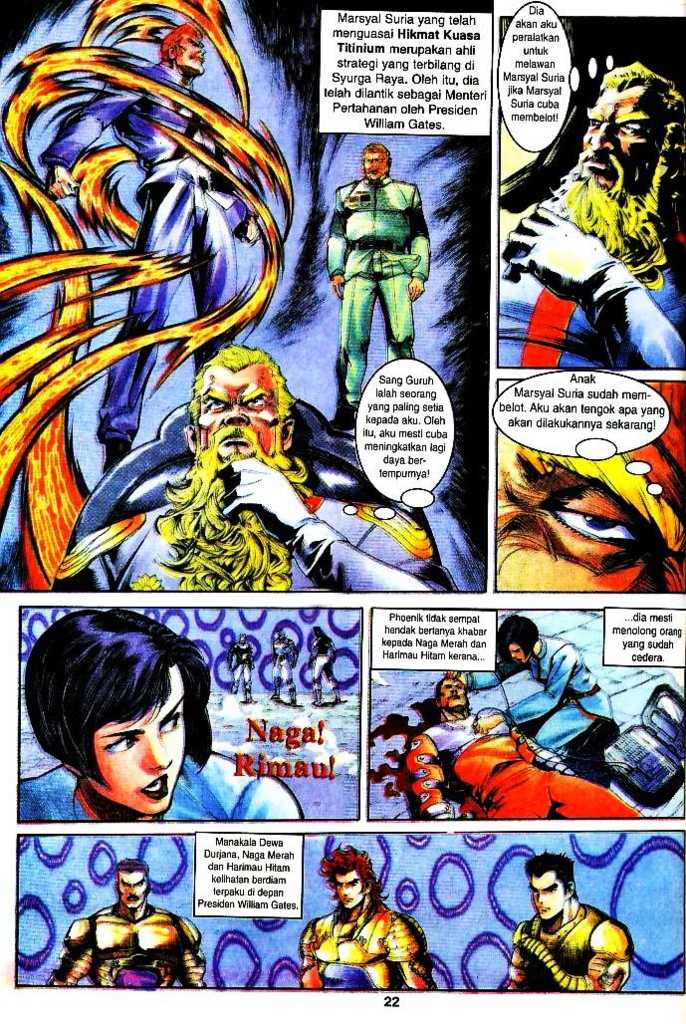 Marsyal Suria yang telah
menguasai Hikmat Kuasa
Titinium merupakan ahli
strategi yang terbilang di
Syurga Raya. Oleh itu, dia
telah dilantik sebagai Menteri
Pertahanan oleh Presiden
William Gates.
Dia
akan aku
peralatkan
untuk
melawan
Marsyal Suria
jika Marsyal
Suria cuba
membelot!
Sang Guruh
ialah seorang
yang paling setia
kepada aku. Oleh
itu, aku mesti cuba
meningkatkan lagi
daya ber-
tempurnya!
Anak
Marsyal Suria sudah mem-
belot. Aku akan tengok apa yang
akan dilakukannya sekarang!
Naga!
Rimau!
Phoenik tidak sempat
hendak bertanya khabar
kepada Naga Merah dan
Harimau Hitam kerana...
...dia mesti
menolong orang
yang sudah
cedera.
Manakala Dewa
Durjana, Naga Merah
dan Harimau Hitam
kelihatan berdiam
terpaku di depan
Presiden William Gates.
22